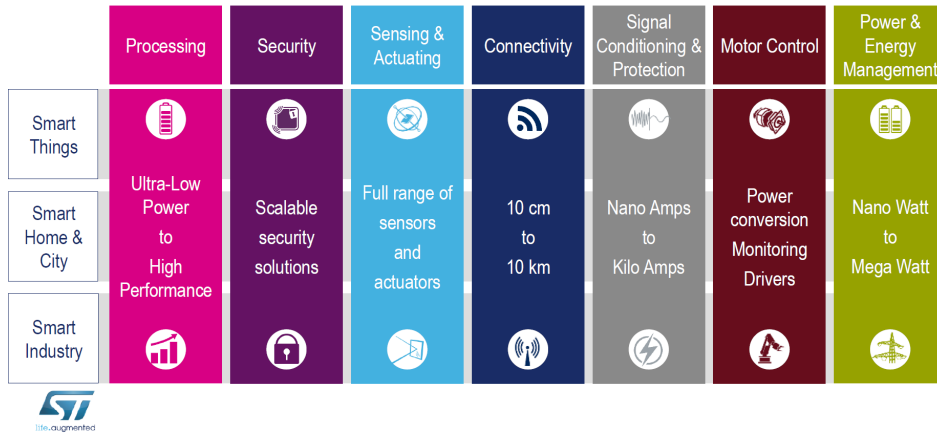 Processing
Security
Sensing &
Actuating
Connectivity
Signal
Conditioning &
Protection
Motor Control
Power &
Energy
Management
Smart
Things
Smart
Home &
City
Smart
Industry
Ultra-Low
Power
to
High
Performance
Scalable
security
solutions
Full range of
sensors
and
actuators
10 cm
to
10 km
Nano Amps
to
Kilo Amps
Power
conversion
Monitoring
Drivers
Nano Watt
to
Mega Watt
ST
life.augmented